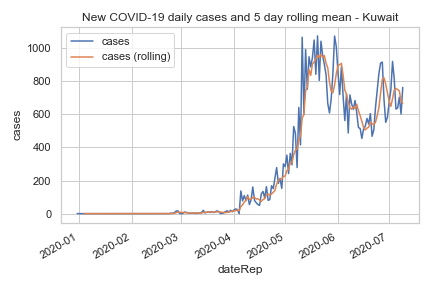 New COVID-19 daily cases and 5 day rolling mean - Kuwait
cases
cases (rolling)
1000
800
600
400
200
0
cases
2020-01
2020-02
2020-03
2020-04
2020-05
2020-06
2020-07
dateRep